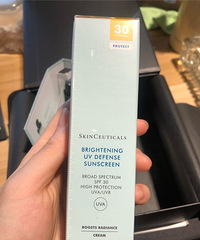 30
PROTECT
SKINCEUTICALS
BRIGHTENING
UV DEFENSE
SUNSCREEN
BROAD SPECTRUM
SPF 30
HIGH PROTECTION
UVA/UVB
UVA
BOOSTS RADIANCE
CREAM